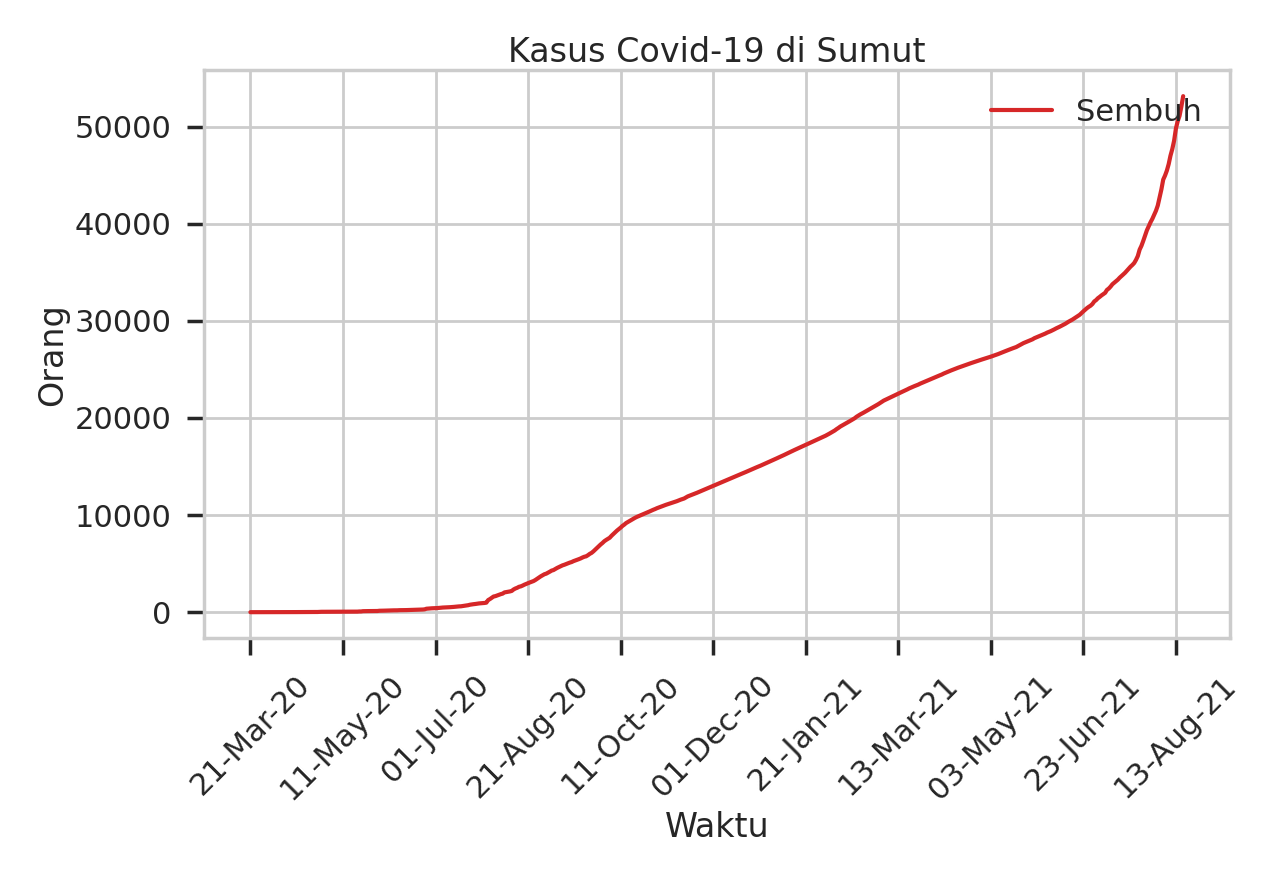 Kasus Covid-19 di Sumut
Sembuh
50000
40000
30000
20000
10000
0
Orang
21-Mar-20
11-May-20
01-Jul-20
21-Aug-20
11-Oct-20
01-Dec-20
21-Jan-21
13-Mar-21
03-May-21
23-Jun-21
13-Aug-21
Waktu